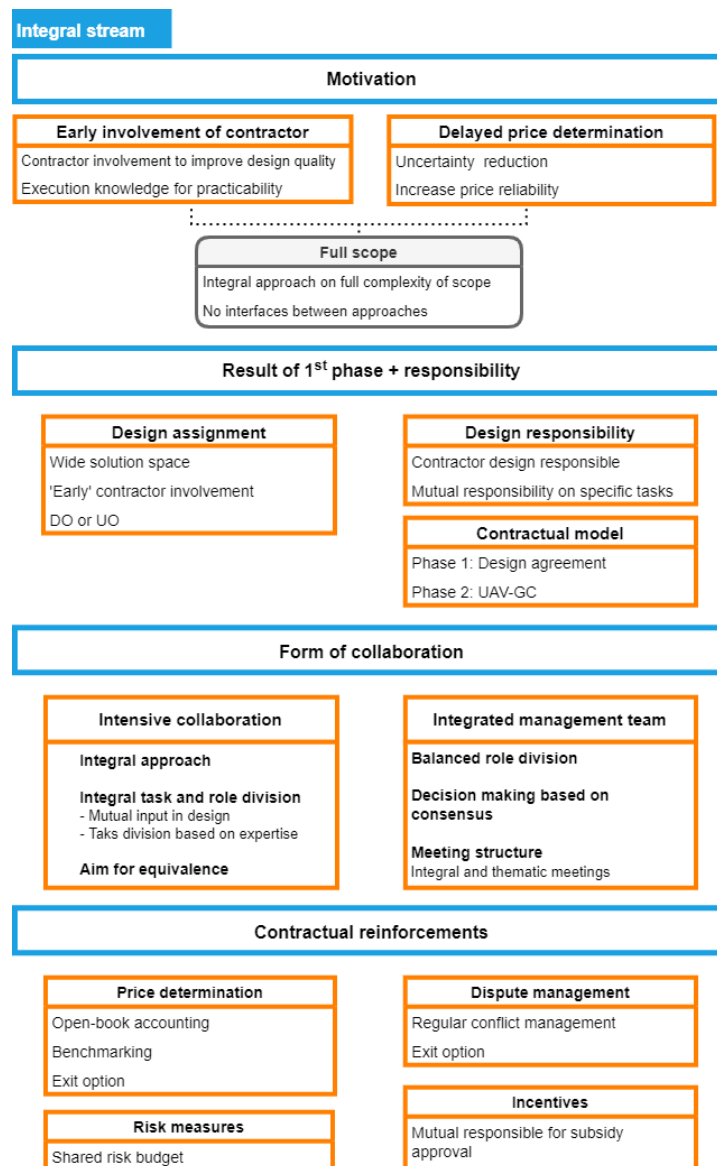 Integral stream
Motivation
Early involvement of contractor
Contractor involvement to improve design quality
Execution knowledge for practicability
Delayed price determination
Uncertainty reduction
Increase price reliability
Full scope
Integral approach on full complexity of scope
No interfaces between approaches
Result of 1st phase + responsibility
Design assignment
Wide solution space
'Early' contractor involvement
DO or UO
Design responsibility
Contractor design responsible
Mutual responsibility on specific tasks
Contractual model
Phase 1: Design agreement
Phase 2: UAV-GC
Form of collaboration
Intensive collaboration
Integral approach
Integral task and role division
- Mutual input in design
- Taks division based on expertise
Aim for equivalence
Integrated management team
Balanced role division
Decision making based on
consensus
Meeting structure
Integral and thematic meetings
Contractual reinforcements
Price determination
Open-book accounting
Benchmarking
Exit option
Risk measures
Shared risk budget
Dispute management
Regular conflict management
Exit option
Incentives
Mutual responsible for subsidy
approval